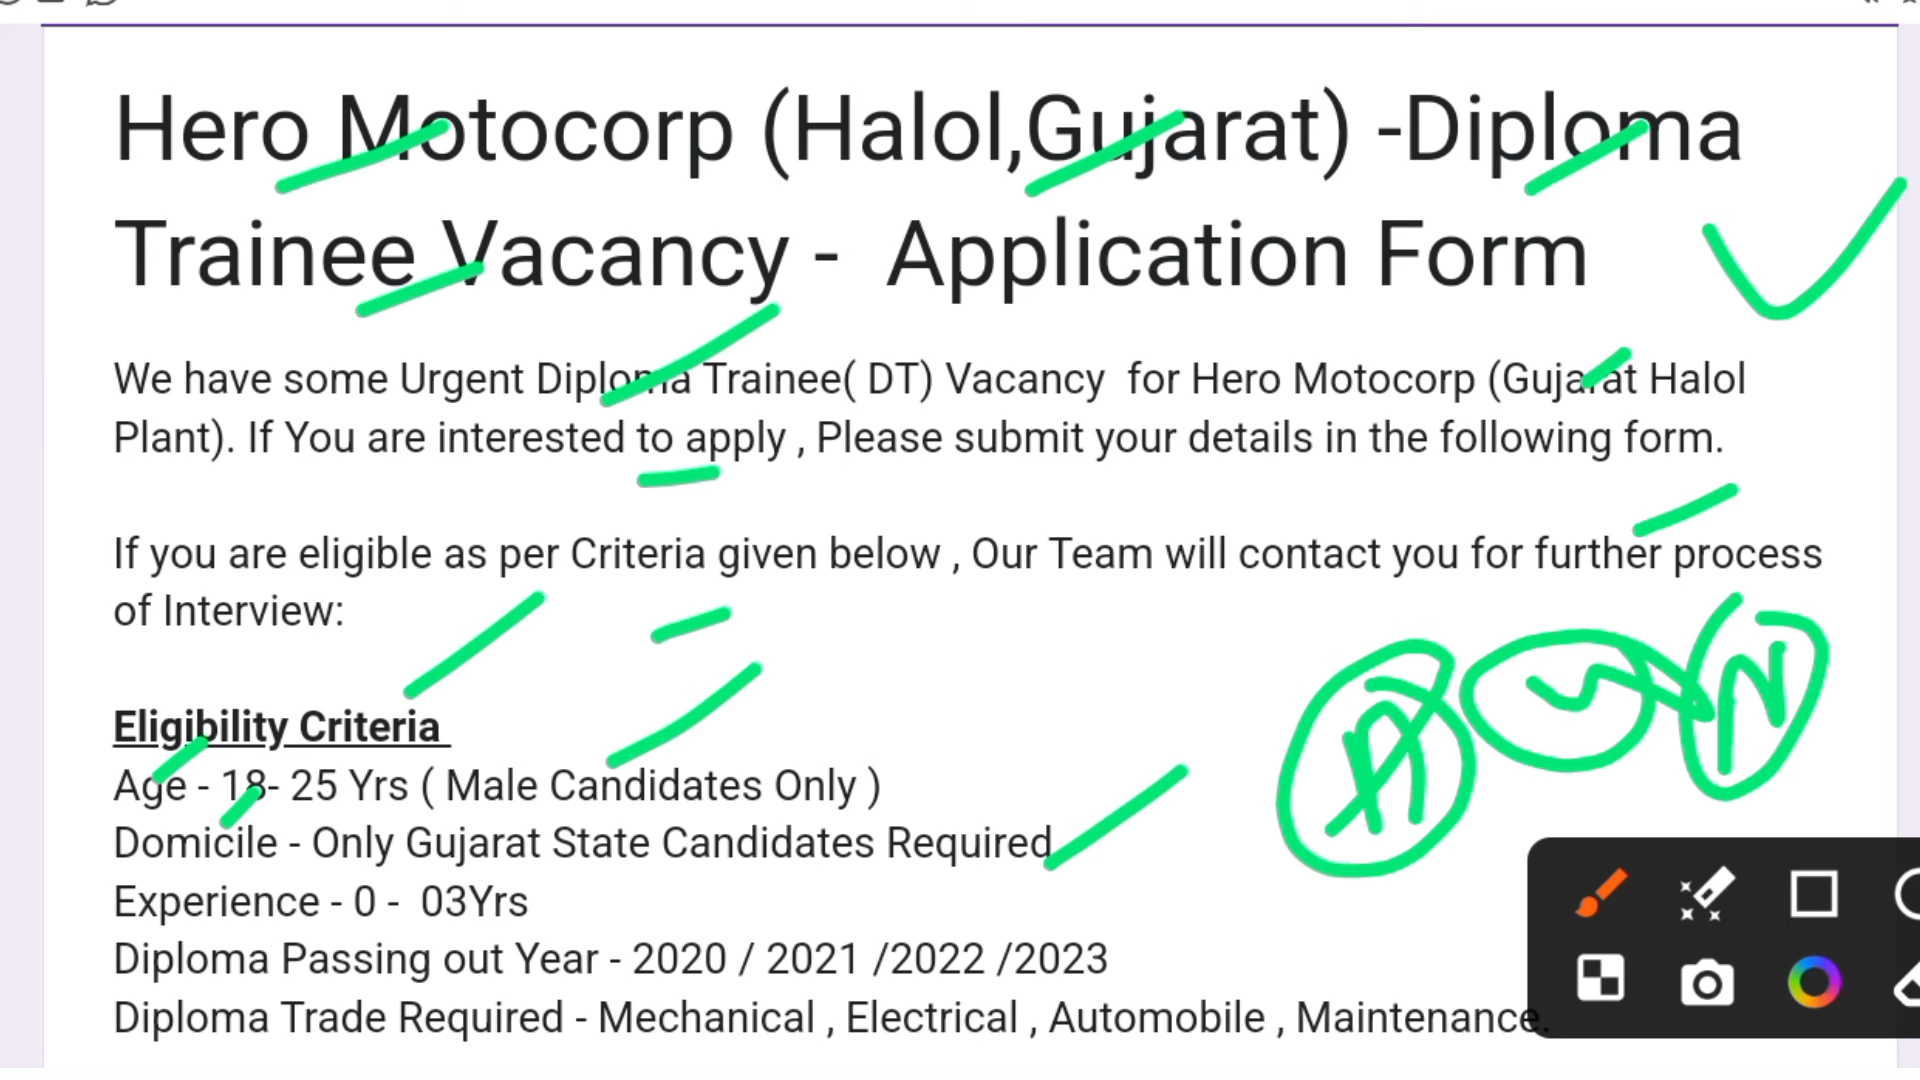 Hero Motocorp (Halol,Gujarat) -Diploma
Trainee Vacancy - Application Form
We have some Urgent Diploma Trainee( DT) Vacancy for Hero Motocorp (Gujarat Halol
Plant). If You are interested to apply , Please submit your details in the following form.
If you are eligible as per Criteria given below , Our Team will contact you for further process
of Interview:
Eligibility Criteria
Age - 18- 25 Yrs ( Male Candidates Only )
Domicile - Only Gujarat State Candidates Required
Experience - 0 - 03Yrs
Diploma Passing out Year - 2020 / 2021 /2022 /2023
Diploma Trade Required - Mechanical , Electrical , Automobile , Maintenance.